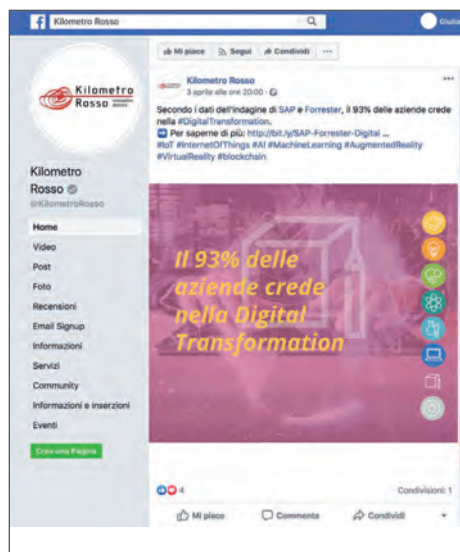 Kilometro Rosso
Giulia
Mi piace Segui Condividi ...
Kilometro
Rosso
Kilometro Rosso
3 aprile alle ore 20:00 ·
Secondo i dati dell'indagine di SAP e Forrester, il 93% delle aziende crede
nella #DigitalTransformation.
Per saperne di più: http://bit.ly/SAP-Forrester-Digital ...
#IoT #InternetOfThings #AI #MachineLearning #AugmentedReality
#VirtualReality #blockchain
Kilometro
Rosso
@KilometroRosso
Home
Video
Post
Foto
Recensioni
Email Signup
Informazioni
Servizi
Community
Informazioni e inserzioni
Eventi
Crea una Pagina
Il 93% delle
aziende crede
nella Digital
Transformation
4
Condivisioni: 1
Mi piace Commenta Condividi